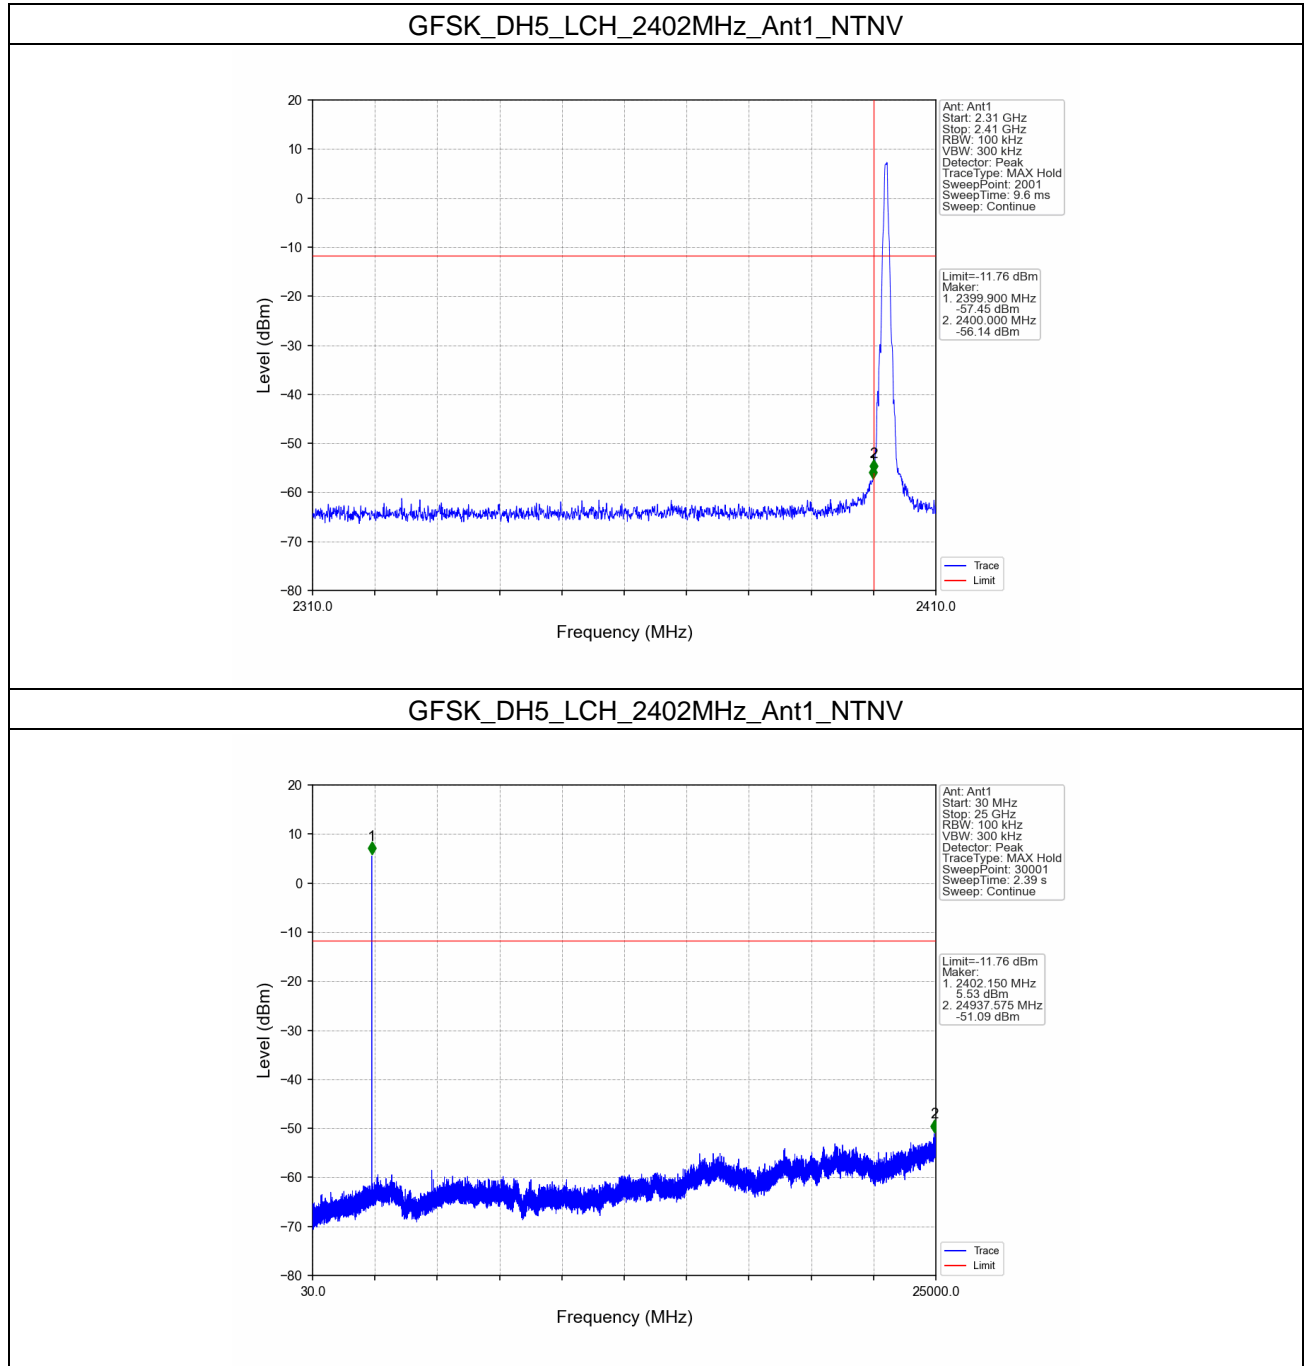 GFSK_DH5_LCH_2402MHz_Ant1_NTNV
20
10
0
−10
−20
−30
−40
−50
−60
−70
−80
Level (dBm)
2
2310.0
2410.0
Frequency (MHz)
Ant: Ant1
Start: 2.31 GHz
Stop: 2.41 GHz
RBW: 100 kHz
VBW: 300 kHz
Detector: Peak
TraceType: MAX Hold
SweepPoint: 2001
SweepTime: 9.6 ms
Sweep: Continue
Limit=-11.76 dBm
Maker:
1. 2399.900 MHz
-57.45 dBm
2. 2400.000 MHz
-56.14 dBm
Trace
Limit
GFSK_DH5_LCH_2402MHz_Ant1_NTNV
20
10
0
−10
−20
−30
−40
−50
−60
−70
−80
Level (dBm)
1
2
30.0
25000.0
Frequency (MHz)
Ant: Ant1
Start: 30 MHz
Stop: 25 GHz
RBW: 100 kHz
VBW: 300 kHz
Detector: Peak
TraceType: MAX Hold
SweepPoint: 30001
SweepTime: 2.39 s
Sweep: Continue
Limit=-11.76 dBm
Maker:
1. 2402.150 MHz
5.53 dBm
2. 24937.575 MHz
-51.09 dBm
Trace
Limit